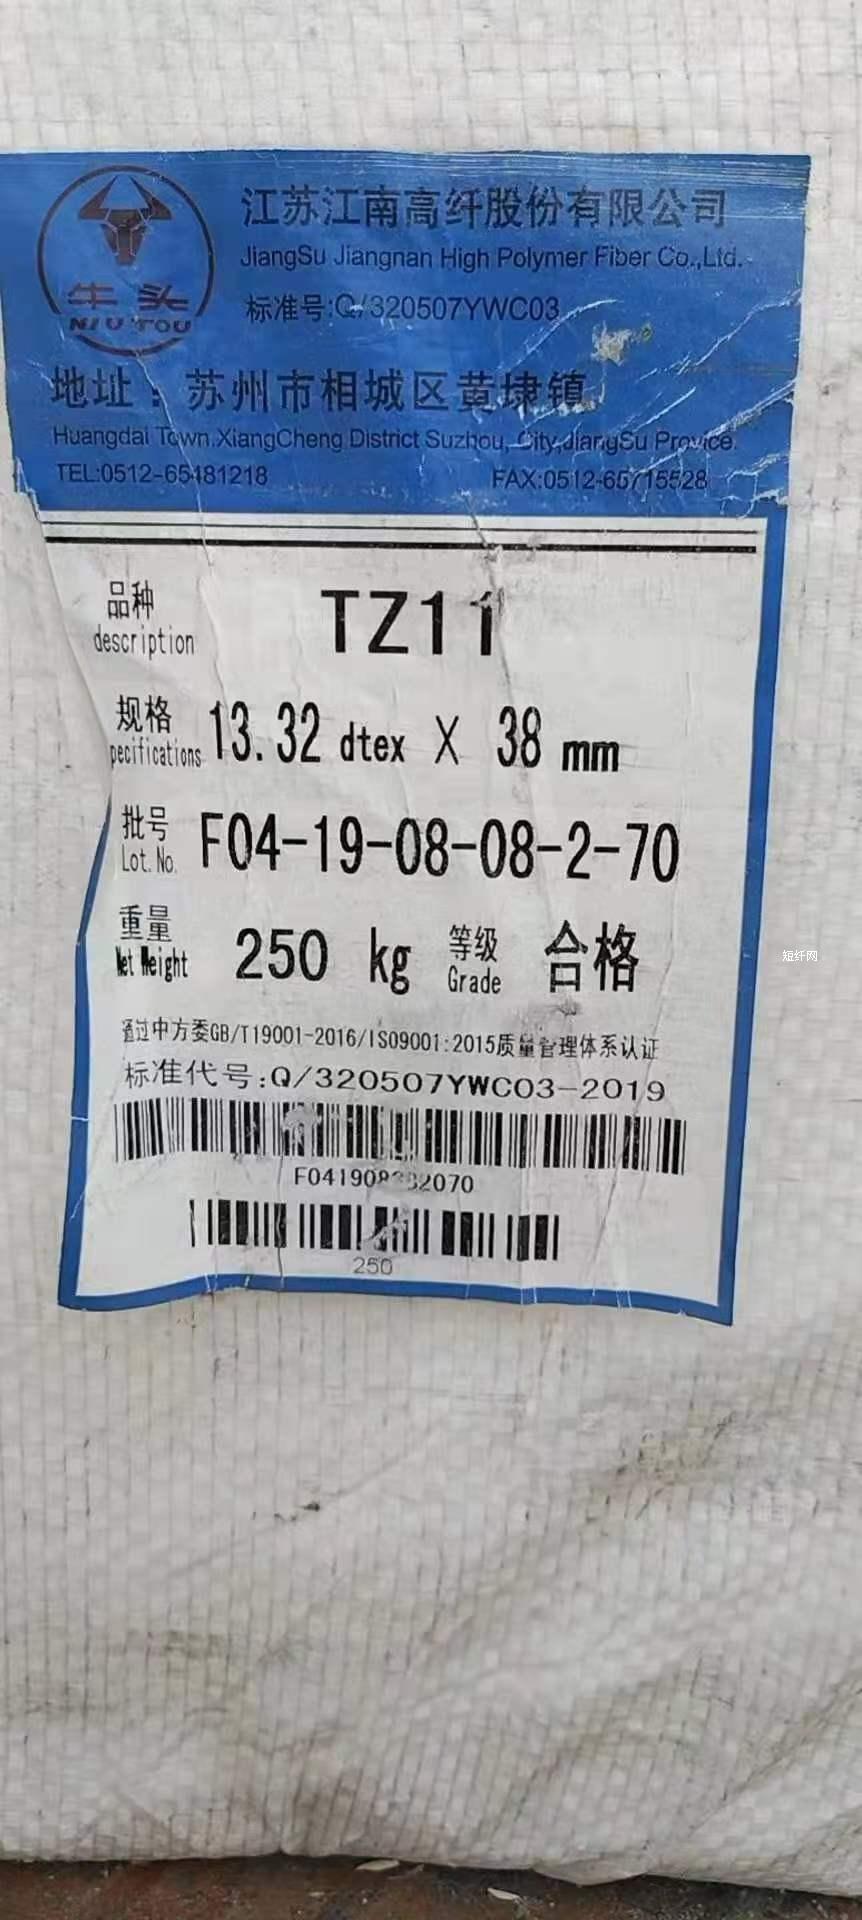 牛头
NIUTOU
江苏江南高纤股份有限公司
JiangSu Jiangnan High Polymer Fiber Co.,Ltd.
标准号:Q/320507YWC03
地址：苏州市相城区黄埭镇
Huangdai Town.XiangCheng District Suzhou, City,JiangSu Provice.
TEL:0512-65481218 FAX:0512-65715528
品种 TZ11
description
规格 13.32 dtex X 38 mm
pecifications
批号 F04-19-08-08-2-70
Lot.No.
重量 250 kg 等级 合格
Net Weight Grade
通过中方委GB/T19001-2016/ISO9001:2015质量管理体系认证
标准代号:Q/320507YWC03-2019
250
短纤网